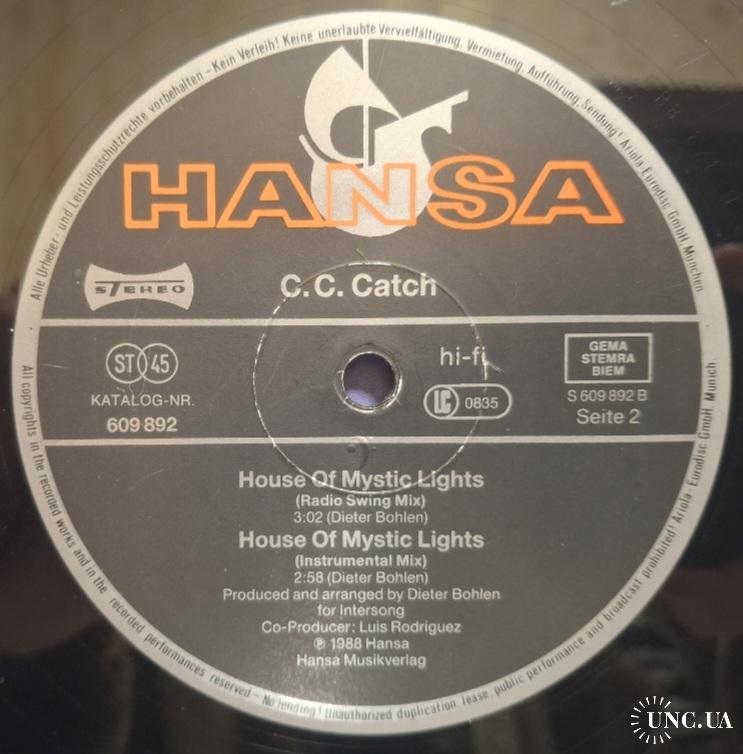 Alle Urheber- und Leistungsschutzrechte vorbehalten – Kein Verleih! Keine unerlaubte Vervielfältigung, Vermietung, Aufführung, Sendung! Ariola-Eurodisc GmbH, München
HANSA
STEREO
C. C. Catch
ST 45
hi-fi
GEMA
STEMRA
BIEM
KATALOG-NR.
LC 0835
S 609 892 B
609 892
Seite 2
House Of Mystic Lights
(Radio Swing Mix)
3:02 (Dieter Bohlen)
House Of Mystic Lights
(Instrumental Mix)
2:58 (Dieter Bohlen)
Produced and arranged by Dieter Bohlen
for Intersong
Co-Producer: Luis Rodriguez
℗ 1988 Hansa
Hansa Musikverlag
All copyrights in the recorded works and in the recorded performances reserved – No lending! Unauthorized duplication, lease, public performance and broadcast prohibited! Ariola-Eurodisc GmbH, Munich
UNC.UA